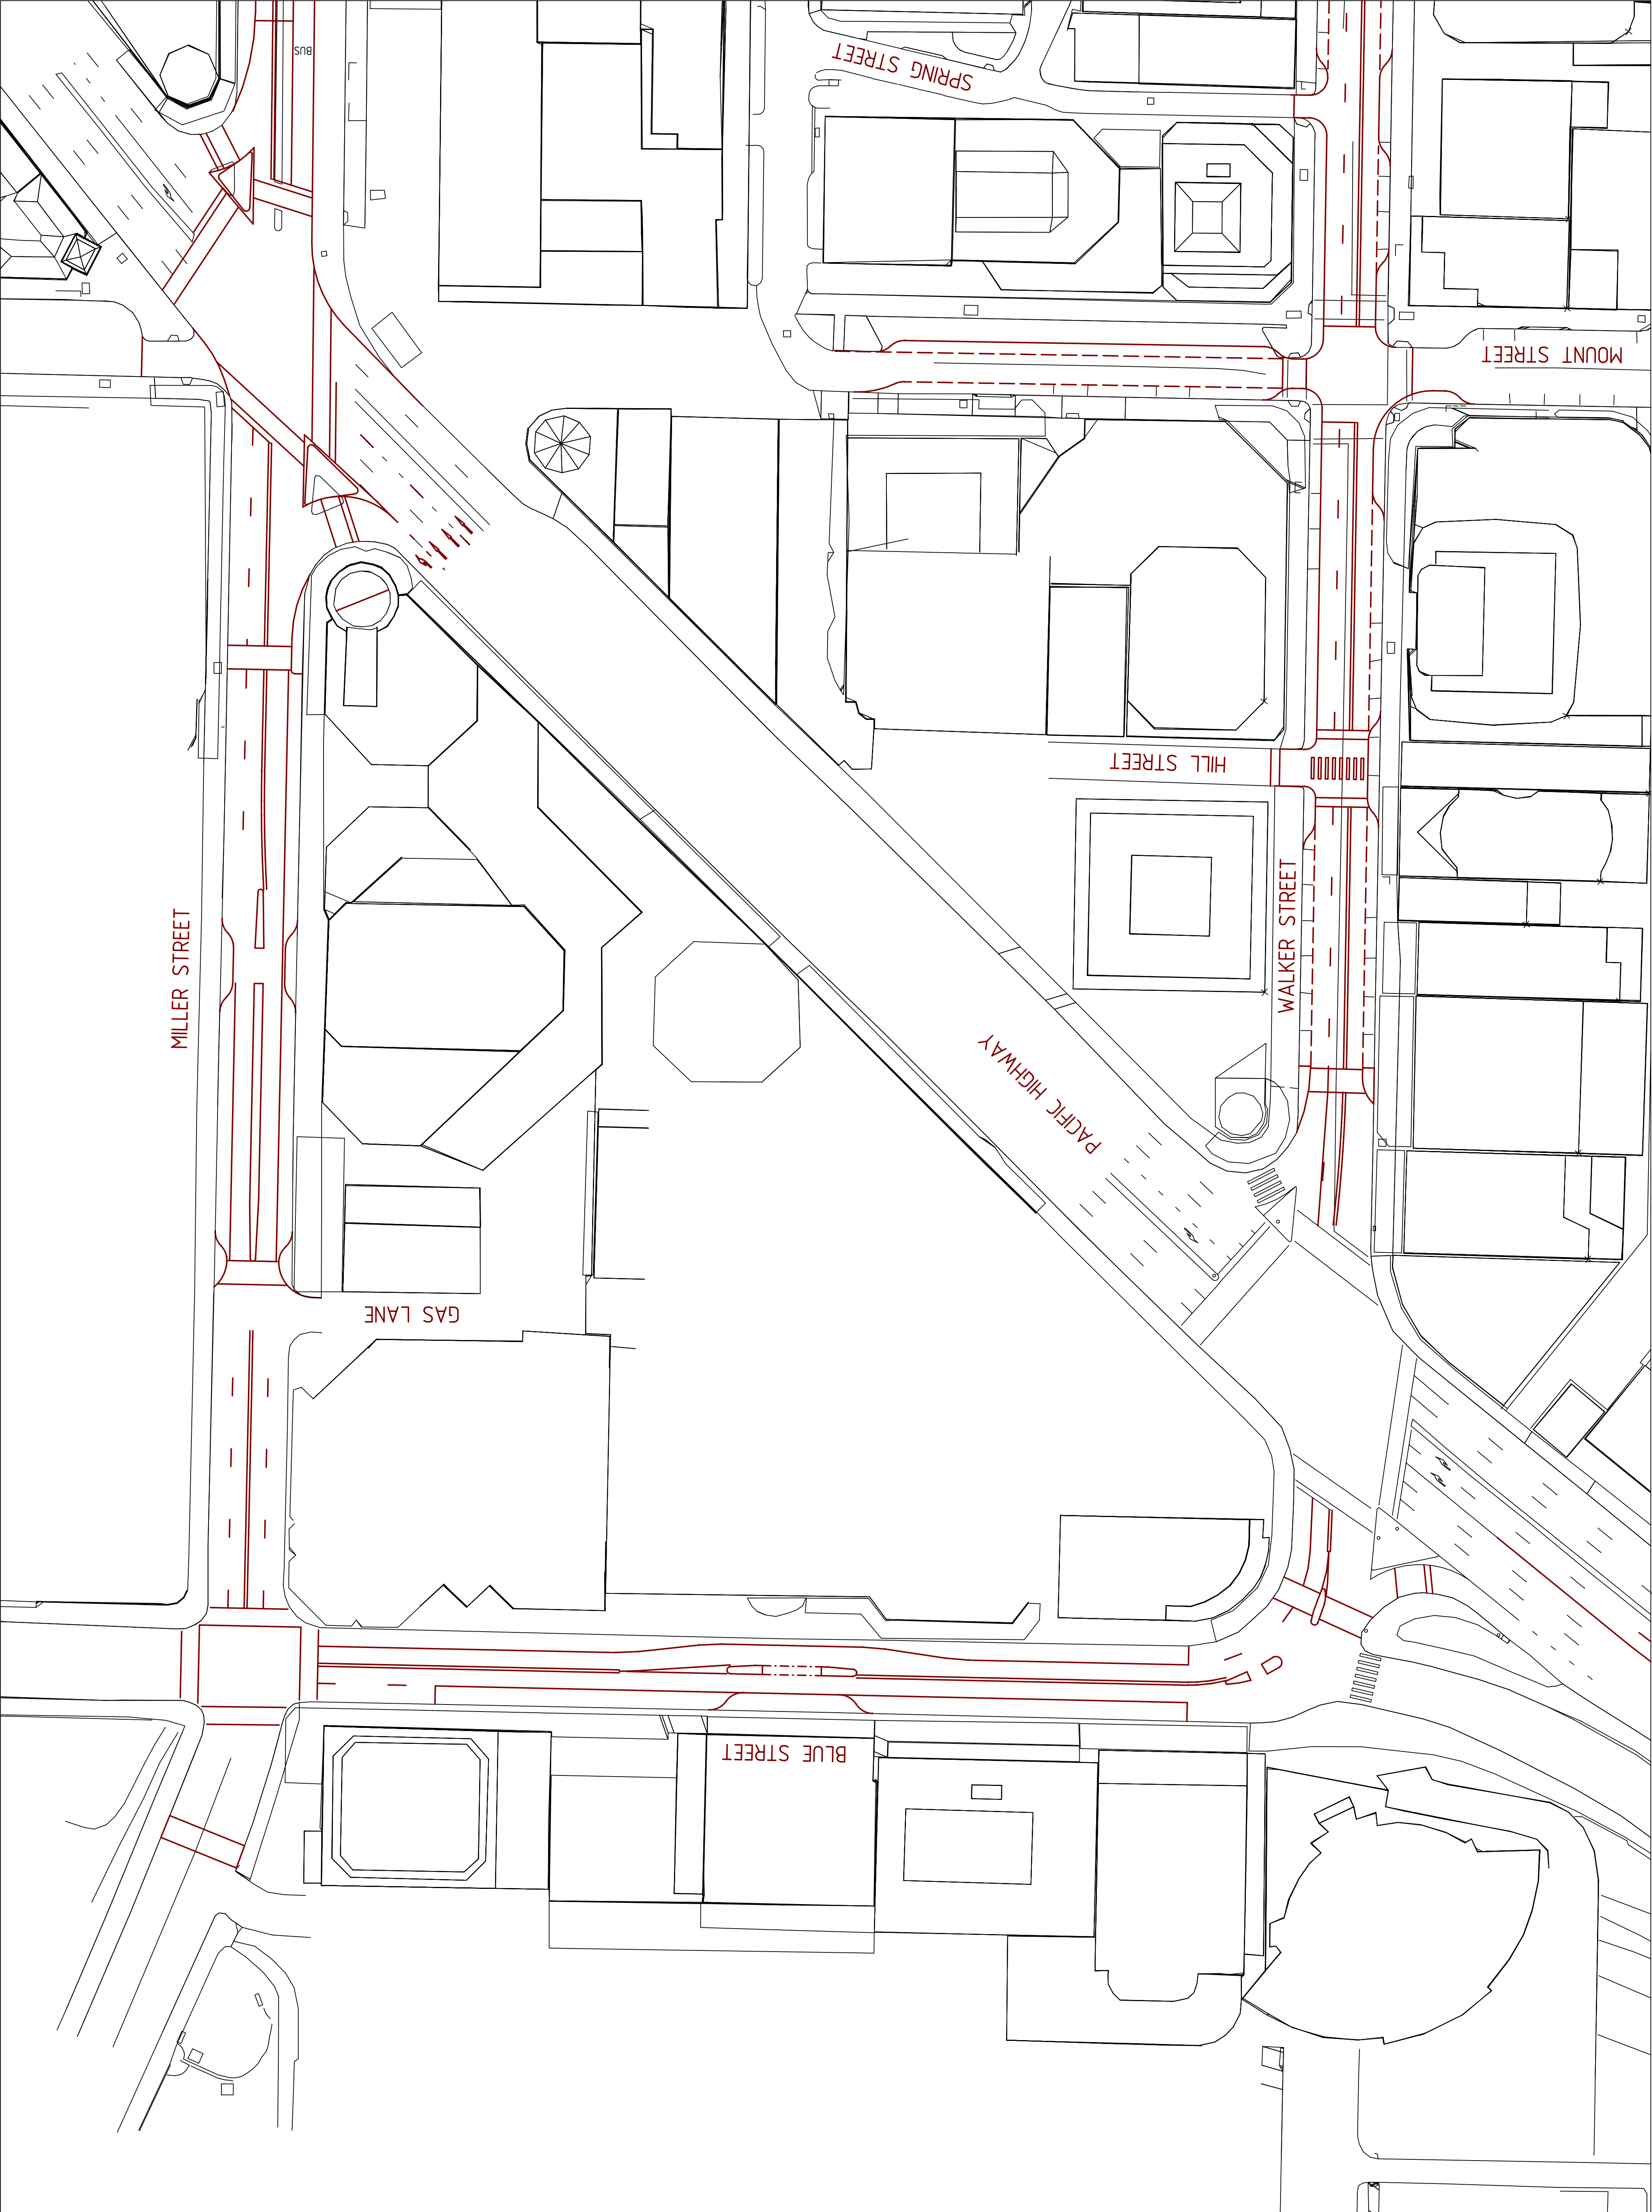 BUS
SPRING STREET
MOUNT STREET
HILL STREET
WALKER STREET
MILLER STREET
PACIFIC HIGHWAY
GAS LANE
BLUE STREET